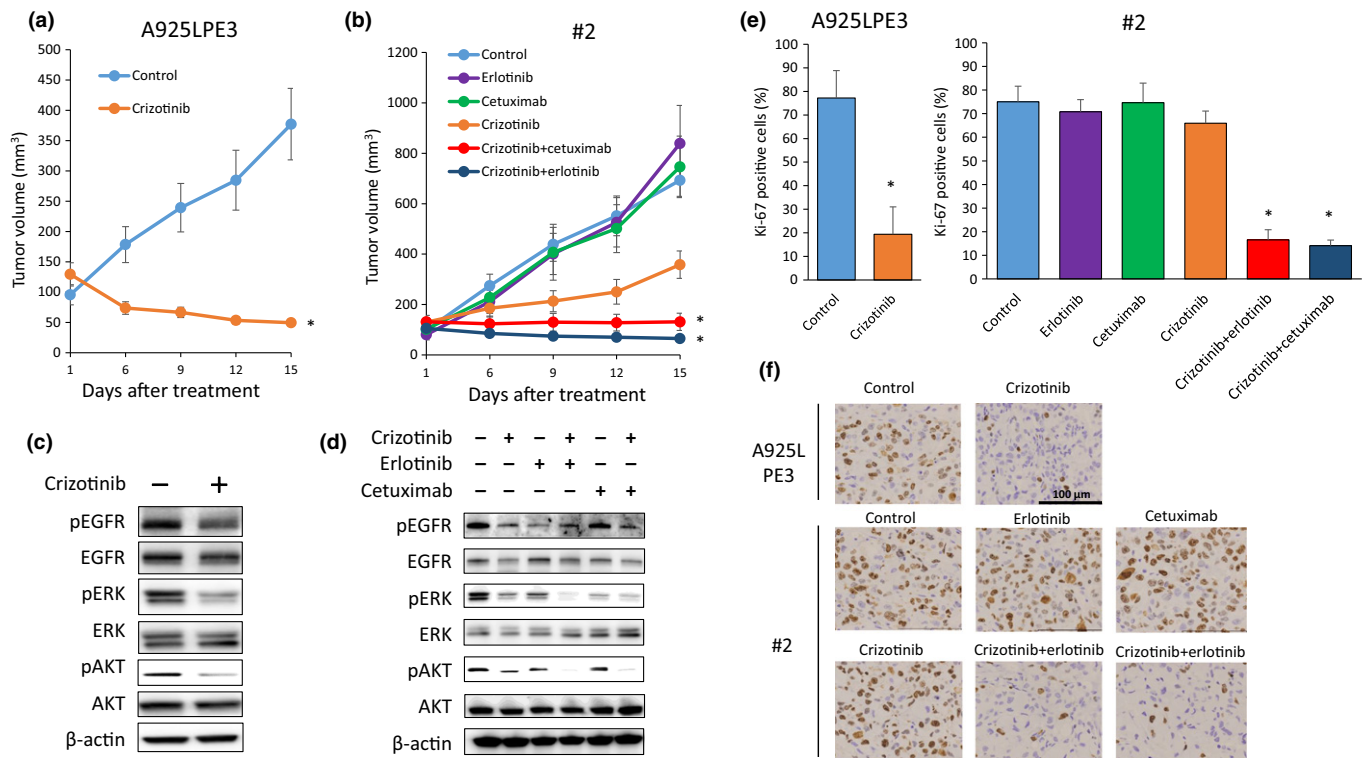 (a)
A925LPE3
Tumor volume (mm3)
500
450
400
350
300
250
200
150
100
50
0
Control
Crizotinib
*
1 6 9 12 15
Days after treatment
(b)
#2
Tumor volume (mm3)
1200
1000
800
600
400
200
0
Control
Erlotinib
Cetuximab
Crizotinib
Crizotinib+cetuximab
Crizotinib+erlotinib
*
*
1 6 9 12 15
Days after treatment
(c)
Crizotinib − +
pEGFR
EGFR
pERK
ERK
pAKT
AKT
β-actin
(d)
Crizotinib − + − + − +
Erlotinib − − + + − −
Cetuximab − − − − + +
pEGFR
EGFR
pERK
ERK
pAKT
AKT
β-actin
(e)
A925LPE3
Ki-67 positive cells (%)
100
90
80
70
60
50
40
30
20
10
0
*
Control
Crizotinib
#2
Ki-67 positive cells (%)
100
90
80
70
60
50
40
30
20
10
0
*
*
Control
Erlotinib
Cetuximab
Crizotinib
Crizotinib+erlotinib
Crizotinib+cetuximab
(f)
Control Crizotinib
A925L
PE3
100 µm
Control Erlotinib Cetuximab
#2
Crizotinib Crizotinib+erlotinib Crizotinib+erlotinib